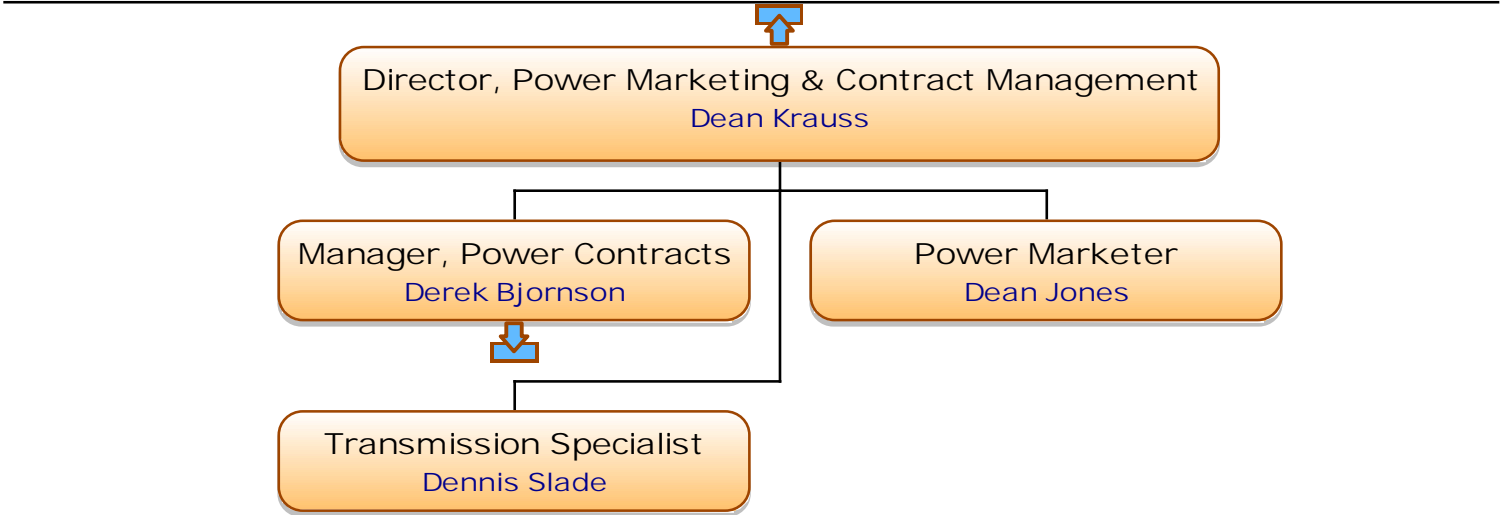 Director, Power Marketing & Contract Management
Dean Krauss
Manager, Power Contracts
Derek Bjornson
Power Marketer
Dean Jones
Transmission Specialist
Dennis Slade